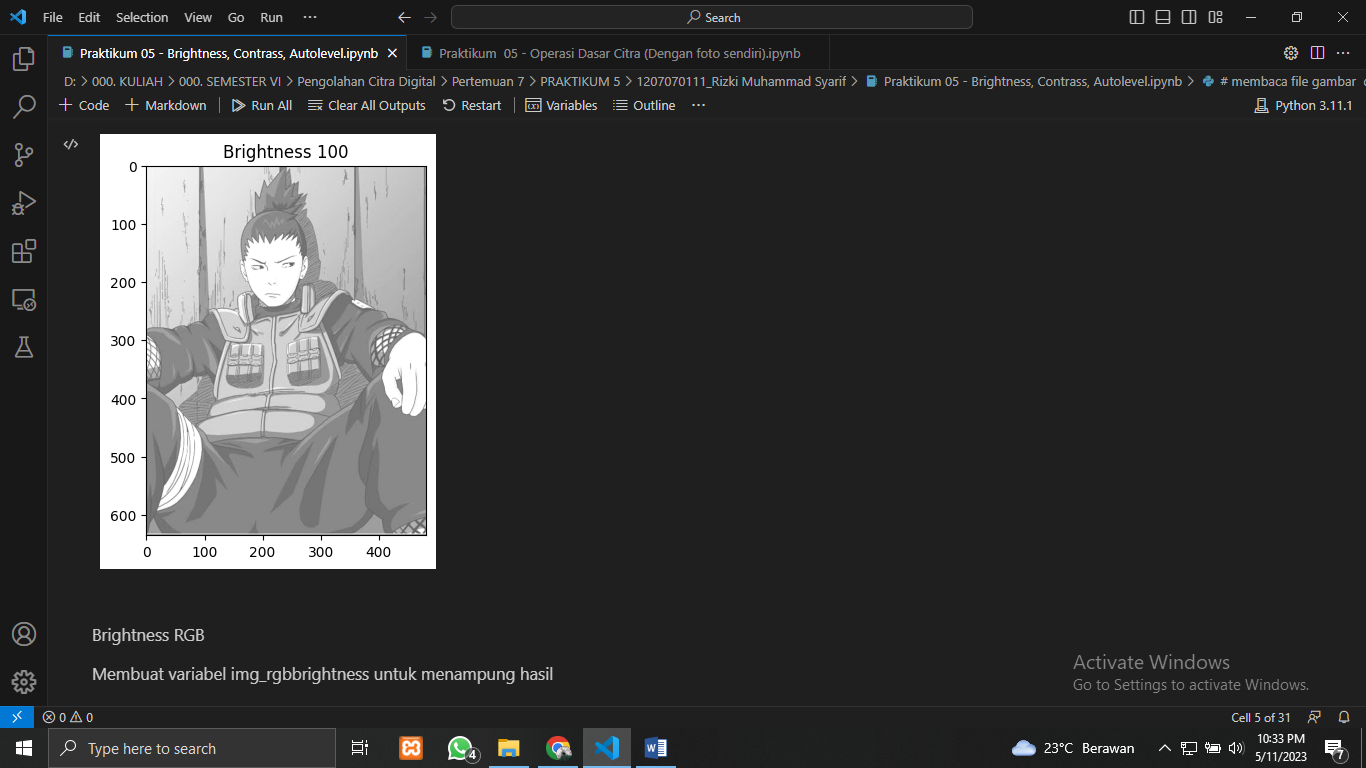 File Edit Selection View Go Run ··· Search
Praktikum 05 - Brightness, Contrass, Autolevel.ipynb Praktikum 05 - Operasi Dasar Citra (Dengan foto sendiri).ipynb
D: > 000. KULIAH > 000. SEMESTER VI > Pengolahan Citra Digital > Pertemuan 7 > PRAKTIKUM 5 > 1207070111_Rizki Muhammad Syarif > Praktikum 05 - Brightness, Contrass, Autolevel.ipynb > # membaca file gambar
+ Code + Markdown Run All Clear All Outputs Restart Variables Outline ··· Python 3.11.1
Brightness 100
0
100
200
300
400
500
600
0 100 200 300 400
Brightness RGB
Membuat variabel img_rgbbrightness untuk menampung hasil
Activate Windows
Go to Settings to activate Windows.
0 0 Cell 5 of 31
Type here to search 4 23°C Berawan 10:33 PM
5/11/2023 7